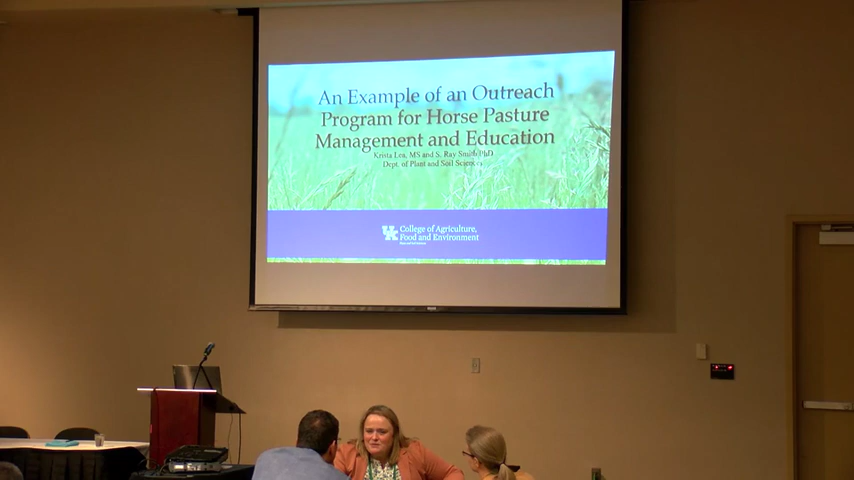 An Example of an Outreach
Program for Horse Pasture
Management and Education
Krista Lea, MS and S. Ray Smith PhD
Dept. of Plant and Soil Sciences
UK College of Agriculture,
Food and Environment